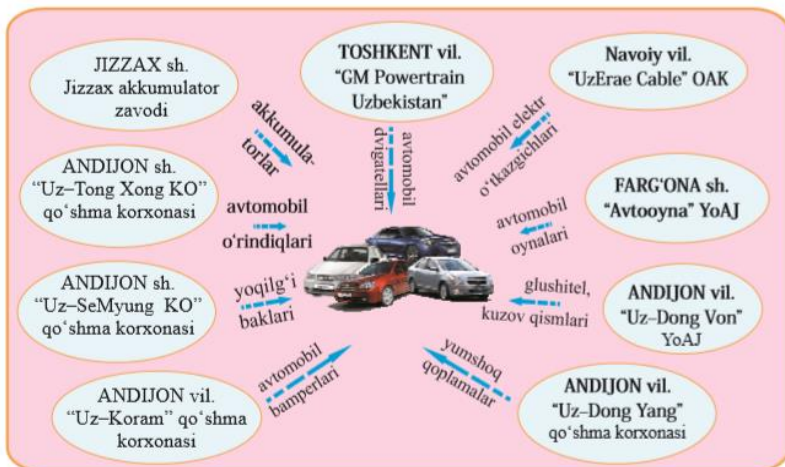 JIZZAX sh.
Jizzax akkumulator
zavodi
TOSHKENT vil.
“GM Powertrain
Uzbekistan”
Navoiy vil.
“UzErae Cable” OAK
akkumula-
torlar
avtomobil
dvigatellari
avtomobil elektr
o‘tkazgichlari
ANDIJON sh.
“Uz–Tong Xong KO”
qo‘shma korxonasi
avtomobil
o‘rindiqlari
avtomobil
oynalari
FARG‘ONA sh.
“Avtooyna” YoAJ
ANDIJON sh.
“Uz–SeMyung KO”
qo‘shma korxonasi
yoqilg‘i
baklari
glushitel,
kuzov qismlari
ANDIJON vil.
“Uz–Dong Von”
YoAJ
ANDIJON vil.
“Uz–Koram” qo‘shma
korxonasi
avtomobil
bamperlari
yumshoq
qoplamalar
ANDIJON vil.
“Uz–Dong Yang”
qo‘shma korxonasi